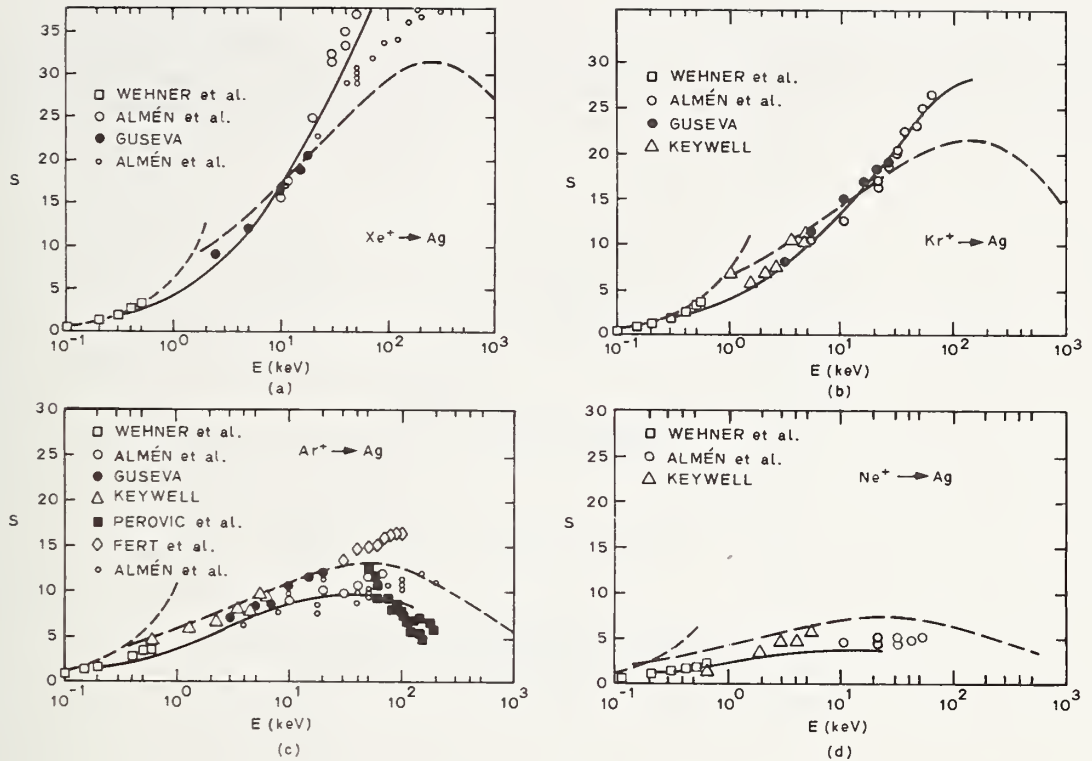 35
30
25
20
S
15
10
5
0
□ WEHNER et al.
○ ALMÉN et al.
● GUSEVA
○ ALMÉN et al.
Xe⁺ → Ag
10⁻¹ 10⁰ 10¹ 10² 10³
E (keV)
(a)
35
30
25
20
S
15
10
5
0
□ WEHNER et al.
○ ALMÉN et al.
● GUSEVA
△ KEYWELL
Kr⁺ → Ag
10⁻¹ 10⁰ 10¹ 10² 10³
E (keV)
(b)
30
25
20
S
15
10
5
0
□ WEHNER et al.
○ ALMÉN et al.
● GUSEVA
△ KEYWELL
■ PEROVIC et al.
◇ FERT et al.
○ ALMÉN et al.
Ar⁺ → Ag
10⁻¹ 10⁰ 10¹ 10² 10³
E (keV)
(c)
30
25
20
S
15
10
5
0
□ WEHNER et al.
○ ALMÉN et al.
△ KEYWELL
Ne⁺ → Ag
10⁻¹ 10⁰ 10¹ 10² 10³
E (keV)
(d)